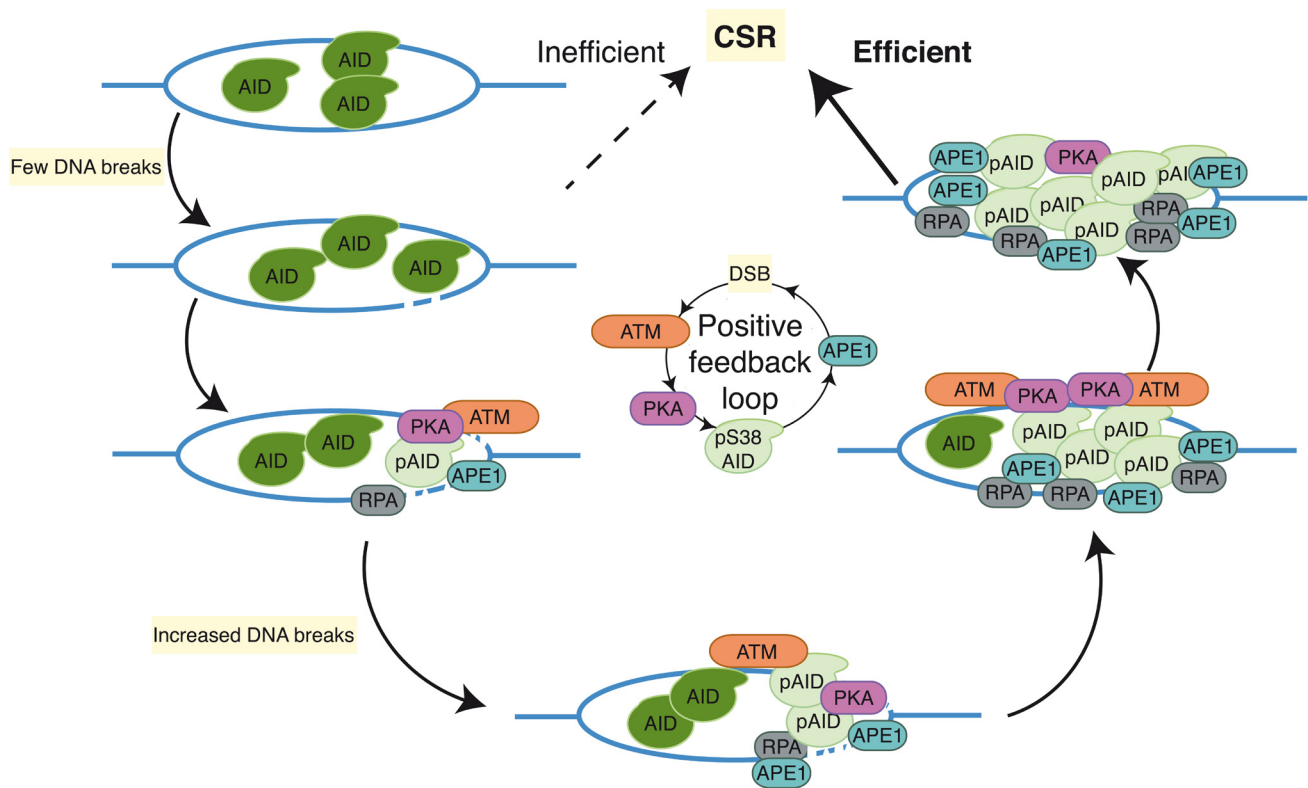 Inefficient
CSR
Efficient
AID
AID
AID
Few DNA breaks
AID
AID
AID
AID
AID
PKA
ATM
pAID
APE1
RPA
Increased DNA breaks
DSB
ATM
Positive
feedback
loop
APE1
PKA
pS38
AID
ATM
AID
AID
pAID
PKA
pAID
APE1
RPA
APE1
ATM
PKA
PKA
ATM
AID
pAID
pAID
APE1
pAID
pAID
APE1
RPA
RPA
RPA
APE1
APE1
pAID
PKA
pAID
pAI
APE1
APE1
pAID
pAID
RPA
RPA
pAID
APE1
RPA
RPA
APE1